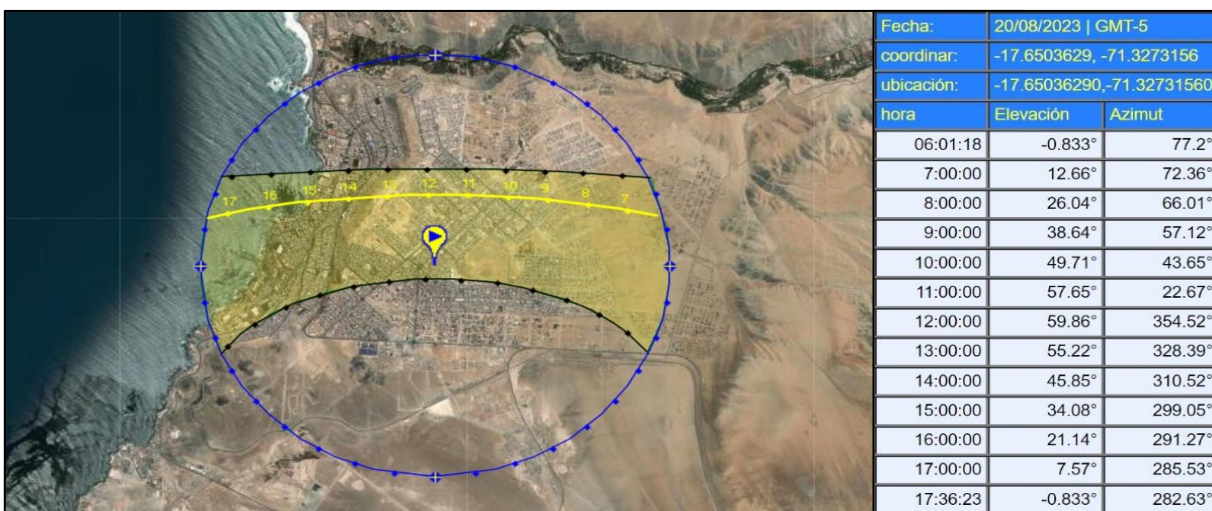 17 16 15 14 13 12 11 10 9 8 7
Fecha: 20/08/2023 | GMT-5
coordinar: -17.6503629, -71.3273156
ubicación: -17.65036290,-71.32731560
hora Elevación Azimut
06:01:18 -0.833° 77.2°
7:00:00 12.66° 72.36°
8:00:00 26.04° 66.01°
9:00:00 38.64° 57.12°
10:00:00 49.71° 43.65°
11:00:00 57.65° 22.67°
12:00:00 59.86° 354.52°
13:00:00 55.22° 328.39°
14:00:00 45.85° 310.52°
15:00:00 34.08° 299.05°
16:00:00 21.14° 291.27°
17:00:00 7.57° 285.53°
17:36:23 -0.833° 282.63°